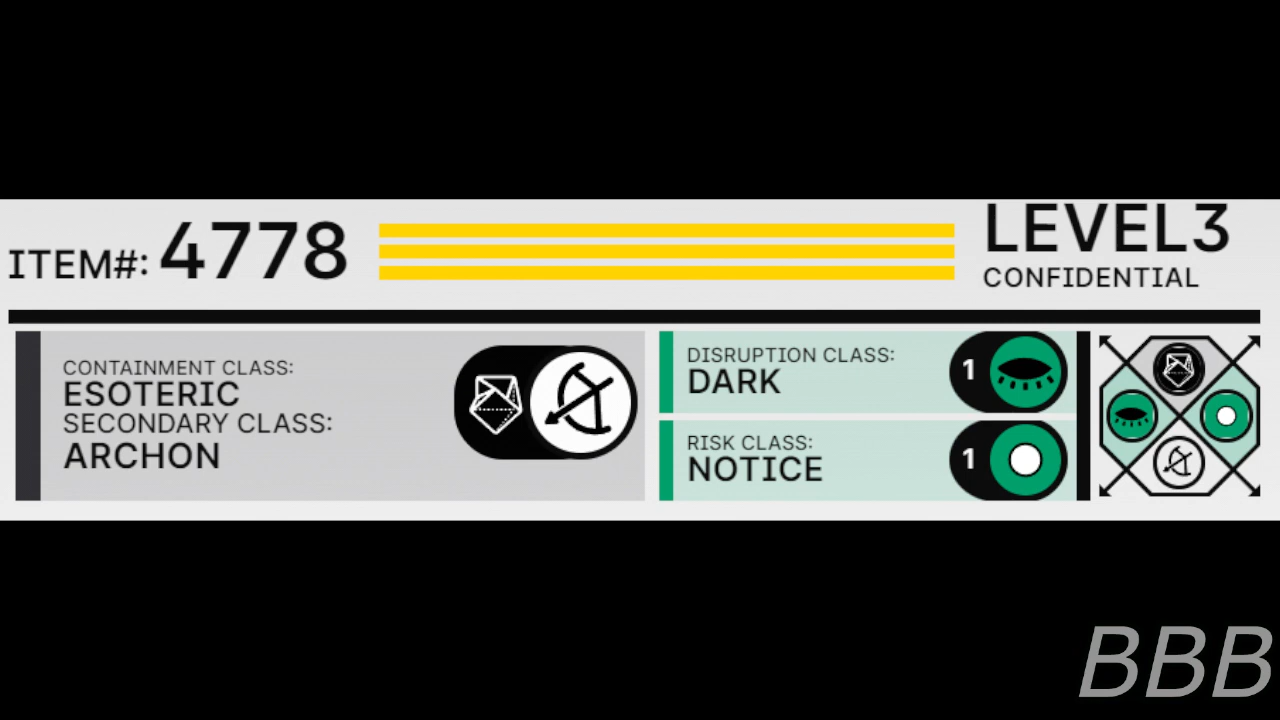 ITEM#: 4778
LEVEL3
CONFIDENTIAL
CONTAINMENT CLASS:
ESOTERIC
SECONDARY CLASS:
ARCHON
DISRUPTION CLASS:
DARK
1
RISK CLASS:
NOTICE
1
BBB